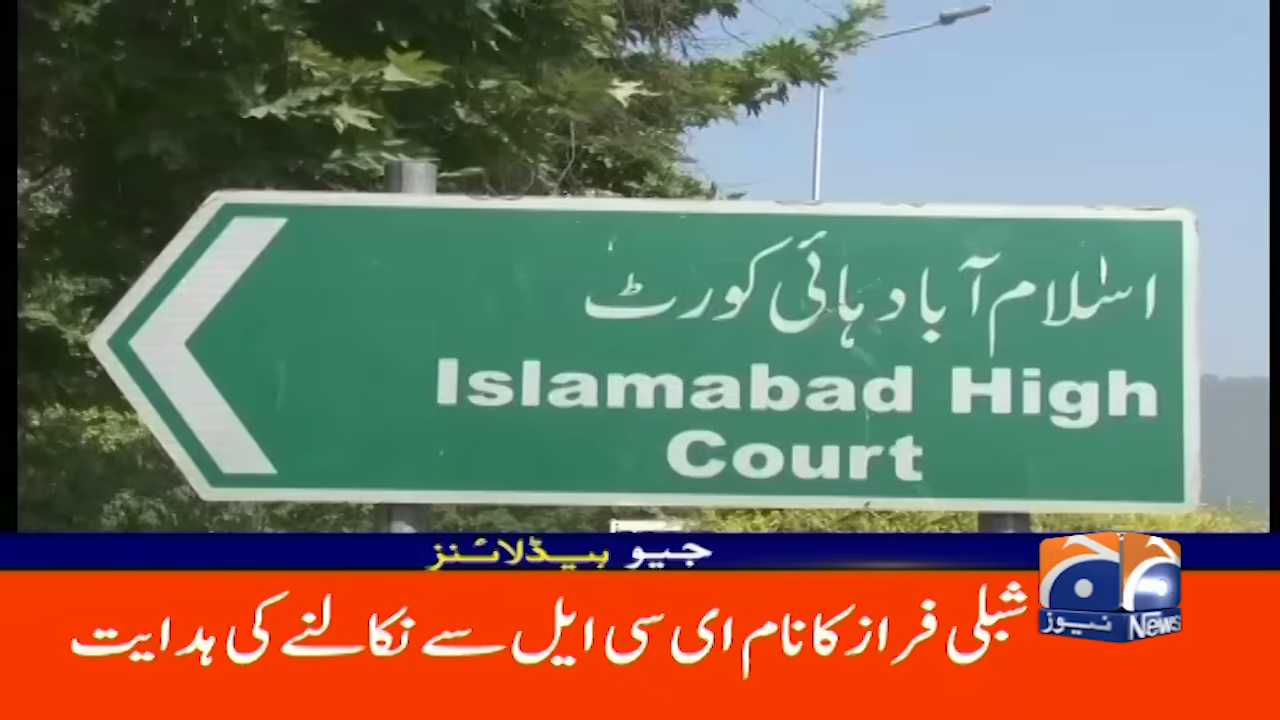 اسلام آباد ہائی کورٹ
Islamabad High
Court
جیو ہیڈلائنز
شبلی فراز کا نام ای سی ایل سے نکالنے کی ہدایت
جیو
نیوز News